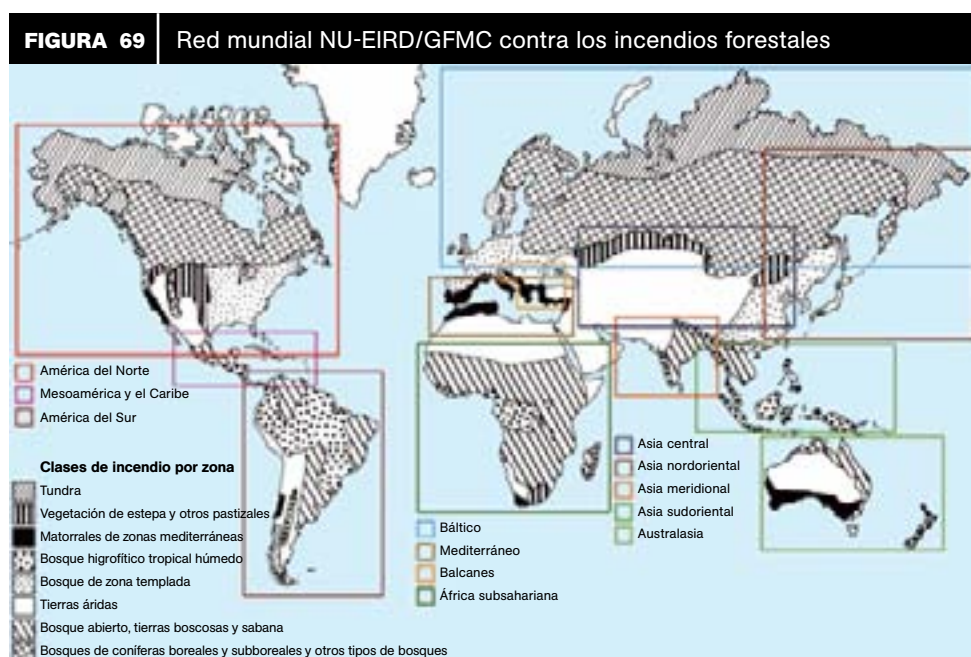 FIGURA 69
Red mundial NU-EIRD/GFMC contra los incendios forestales
América del Norte
Mesoamérica y el Caribe
América del Sur
Clases de incendio por zona
Tundra
Vegetación de estepa y otros pastizales
Matorrales de zonas mediterráneas
Bosque higrofítico tropical húmedo
Bosque de zona templada
Tierras áridas
Bosque abierto, tierras boscosas y sabana
Bosques de coníferas boreales y subboreales y otros tipos de bosques
Báltico
Mediterráneo
Balcanes
África subsahariana
Asia central
Asia nordoriental
Asia meridional
Asia sudoriental
Australasia